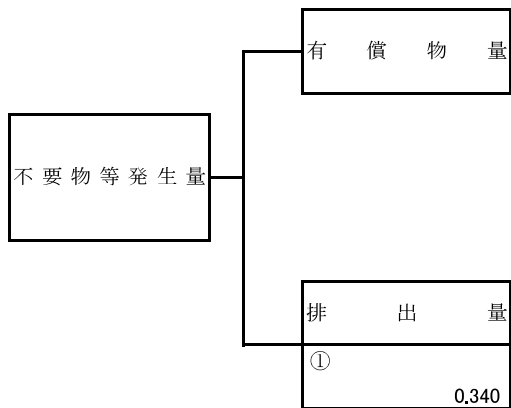 有償物量
不要物等発生量
排出量
①
0.340